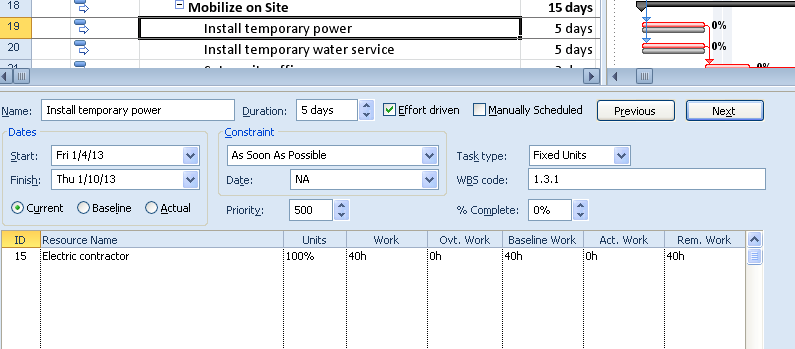 18 Mobilize on Site 15 days
19 Install temporary power 5 days 0%
20 Install temporary water service 5 days 0%
21 0%
Name: Install temporary power Duration: 5 days Effort driven Manually Scheduled Previous Next
Dates Constraint
Start: Fri 1/4/13 As Soon As Possible Task type: Fixed Units
Finish: Thu 1/10/13 Date: NA WBS code: 1.3.1
Current Baseline Actual Priority: 500 % Complete: 0%
ID Resource Name Units Work Ovt. Work Baseline Work Act. Work Rem. Work
15 Electric contractor 100% 40h 0h 40h 0h 40h